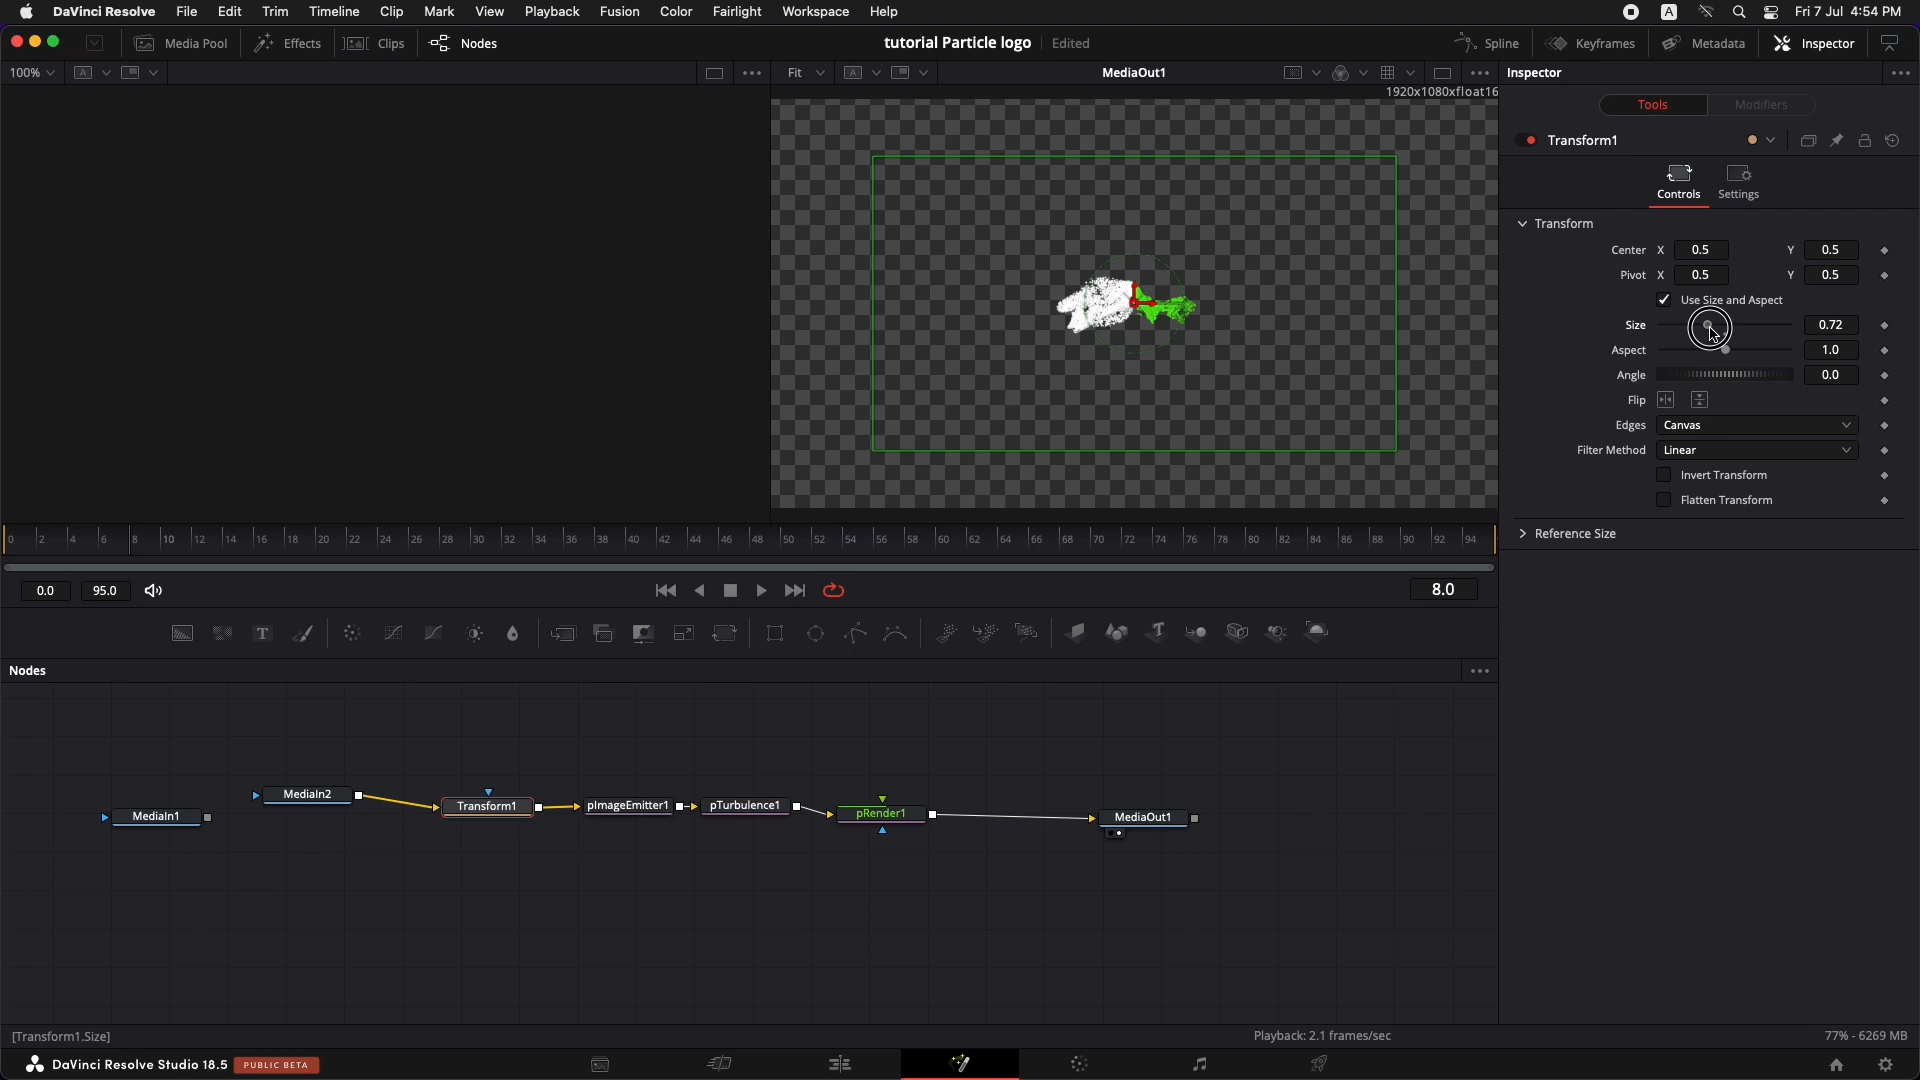 DaVinci Resolve File Edit Trim Timeline Clip Mark View Playback Fusion Color Fairlight Workspace Help A Fri 7 Jul 4:54 PM
Media Pool Effects Clips Nodes tutorial Particle logo Edited Spline Keyframes Metadata Inspector
100% A Fit A MediaOut1 Inspector
1920x1080xfloat16
Tools Modifiers
Transform1
Controls Settings
Transform
Center X 0.5 Y 0.5
Pivot X 0.5 Y 0.5
Use Size and Aspect
Size 0.72
Aspect 1.0
Angle 0.0
Flip
Edges Canvas
Filter Method Linear
Invert Transform
Flatten Transform
Reference Size
0 2 4 6 8 10 12 14 16 18 20 22 24 26 28 30 32 34 36 38 40 42 44 46 48 50 52 54 56 58 60 62 64 66 68 70 72 74 76 78 80 82 84 86 88 90 92 94
0.0 95.0 8.0
T T
Nodes
MediaIn1 MediaIn2 Transform1 pImageEmitter1 pTurbulence1 pRender1 MediaOut1
[Transform1.Size] Playback: 2.1 frames/sec 77% - 6269 MB
DaVinci Resolve Studio 18.5 PUBLIC BETA